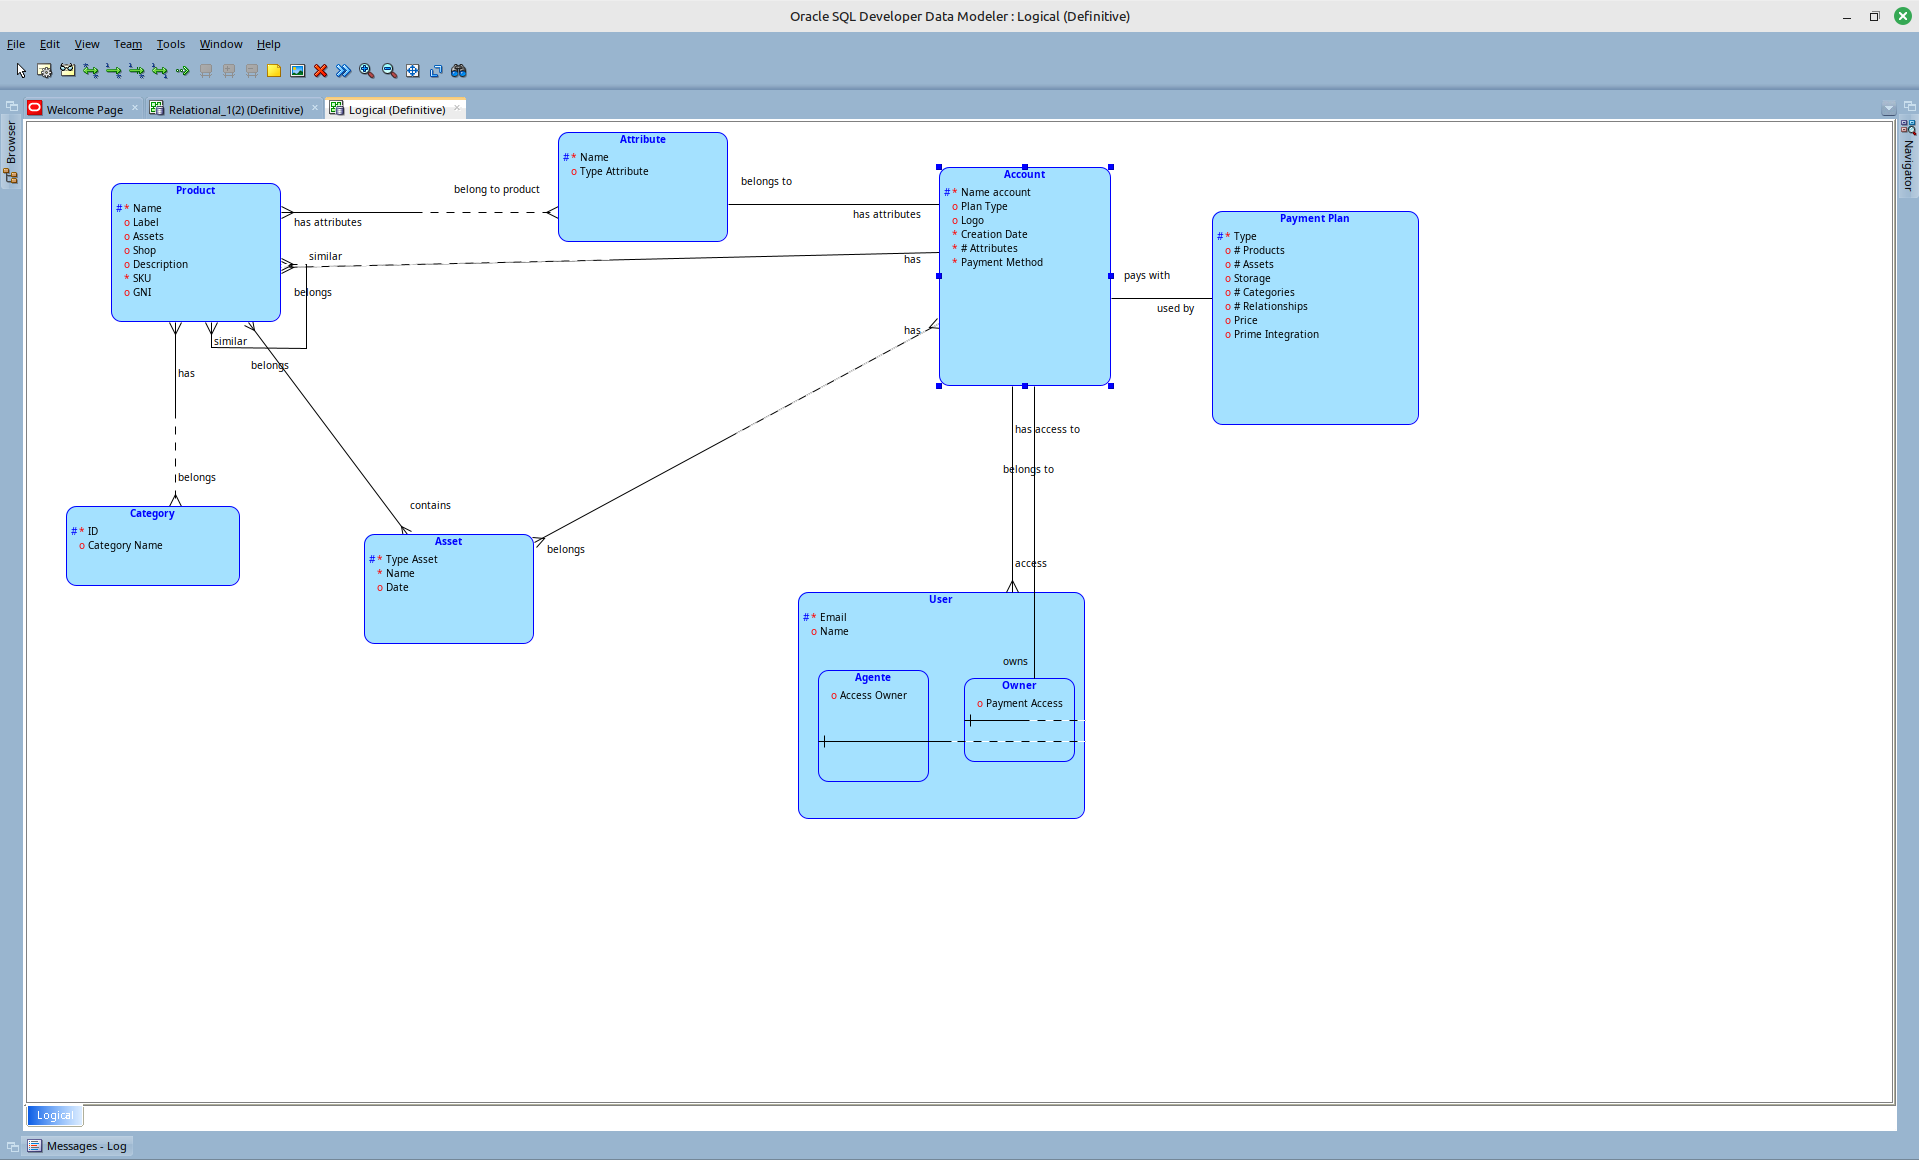 Oracle SQL Developer Data Modeler : Logical (Definitive)
File Edit View Team Tools Window Help
Welcome Page
Relational_1(2) (Definitive)
Logical (Definitive)
Browser
Navigator
Attribute
#* Name
o Type Attribute
Product
#* Name
o Label
o Assets
o Shop
o Description
* SKU
o GNI
belong to product
has attributes
belongs to
has attributes
similar
belongs
has
similar
belongs
has
belongs
Account
#* Name account
o Plan Type
o Logo
* Creation Date
* # Attributes
* Payment Method
has
pays with
used by
Payment Plan
#* Type
o # Products
o # Assets
o Storage
o # Categories
o # Relationships
o Price
o Prime Integration
has access to
belongs to
Category
#* ID
o Category Name
contains
Asset
#* Type Asset
* Name
o Date
belongs
access
User
#* Email
o Name
owns
Agente
o Access Owner
Owner
o Payment Access
Logical
Messages - Log